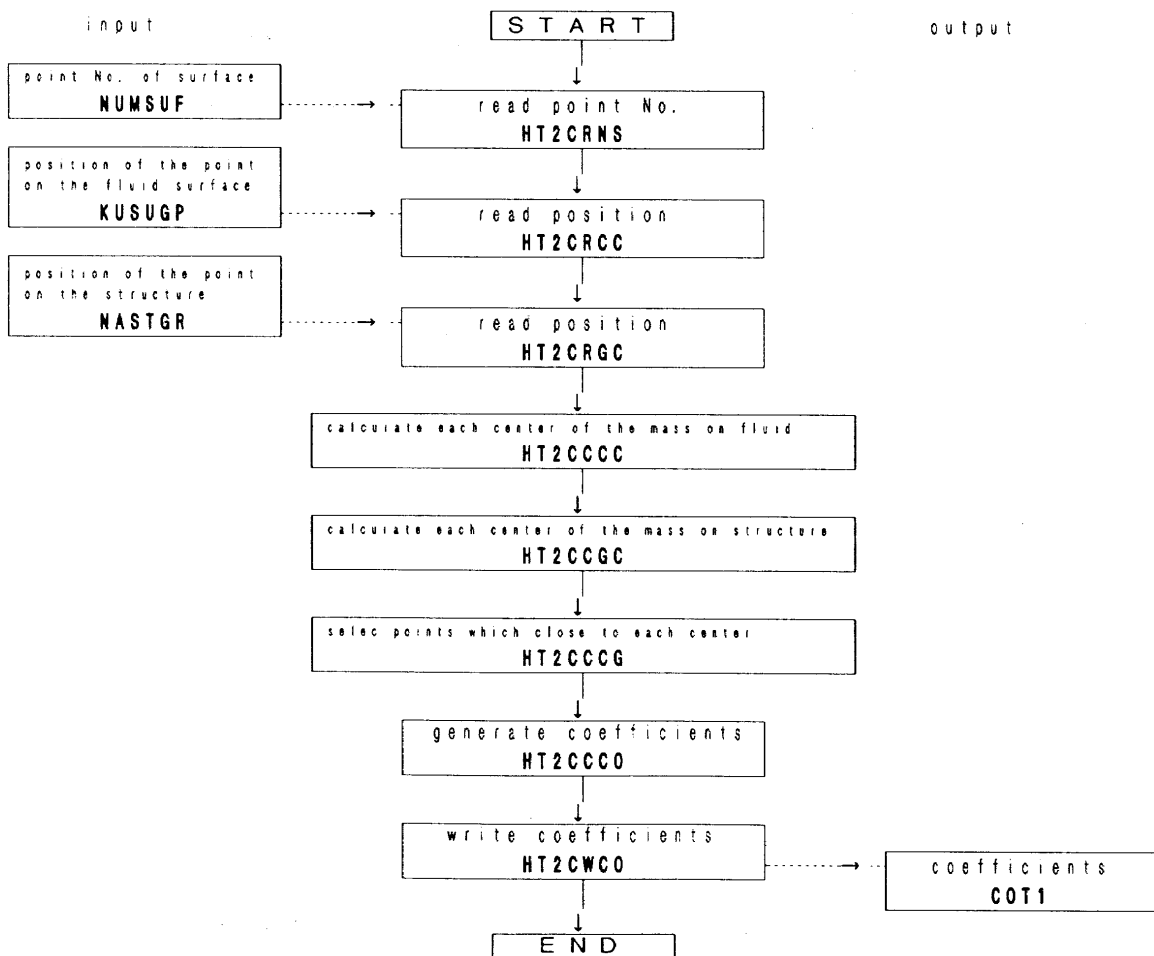 input
START
output
point No. of surface
NUMSUF
read point No.
HT2CRNS
position of the point
on the fluid surface
KUSUGP
read position
HT2CRCC
position of the point
on the structure
NASTGR
read position
HT2CRGC
calculate each center of the mass on fluid
HT2CCCC
calculate each center of the mass on structure
HT2CCGC
selec points which close to each center
HT2CCCG
generate coefficients
HT2CCCO
write coefficients
HT2CWCO
coefficients
COT1
END